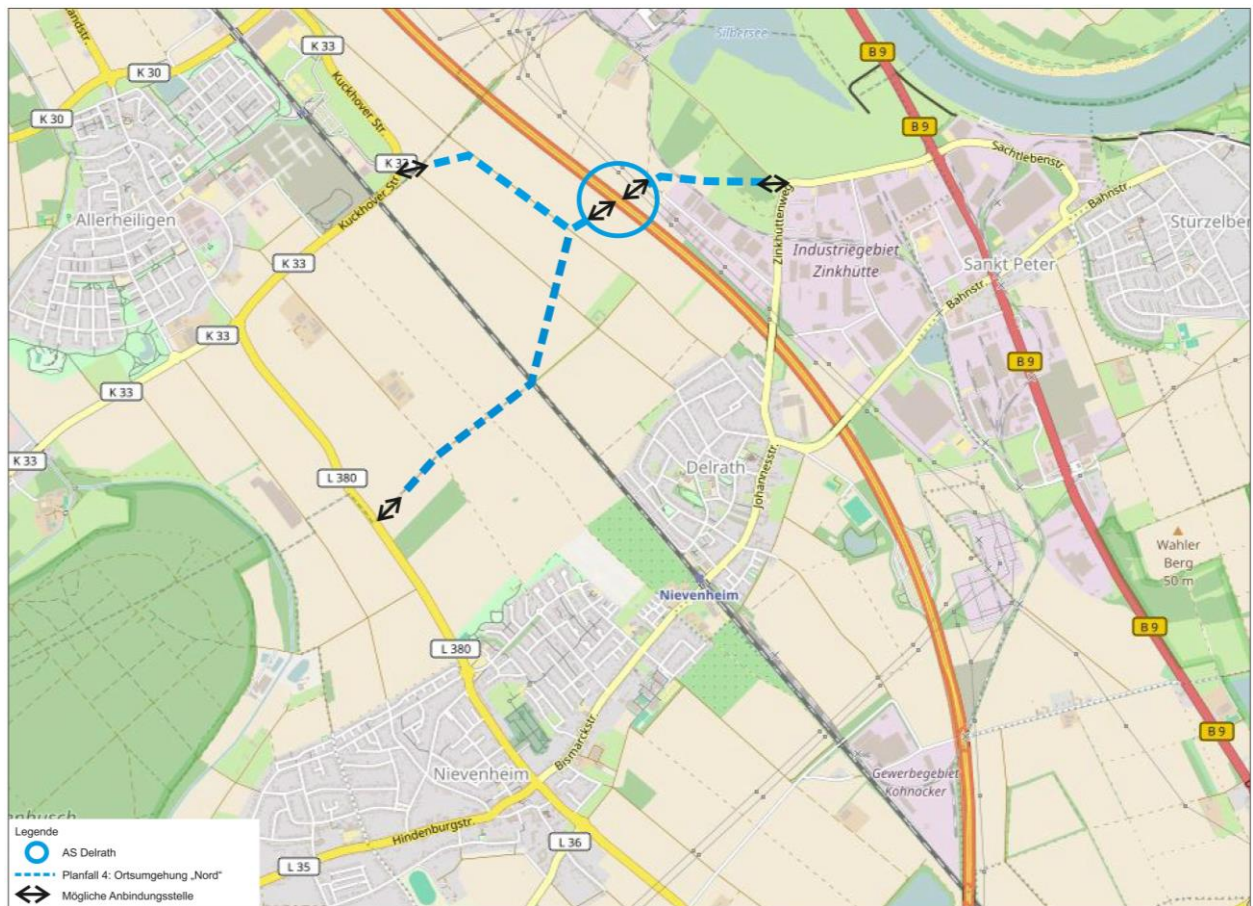 andstr.
K 33
K 30
K 30
Kuckhover Str.
Silbersee
B 9
B 9
Sachtlebenstr.
Bahnstr.
Allerheiligen
Kuckhover Str.
Zinkhüttenweg
Industriegebiet
Zinkhütte
Sankt Peter
Stürzelber
K 33
K 33
K 33
Bahnstr.
B 9
L 380
Delrath
Johannesstr.
Wahler
Berg
50 m
Nievenheim
B 9
L 380
B 9
Bismarckstr.
Nievenheim
Gewerbegebiet
Kohnacker
enbusch
Hindenburgstr.
L 35
L 36
Legende
AS Delrath
Planfall 4: Ortsumgehung „Nord“
Mögliche Anbindungsstelle